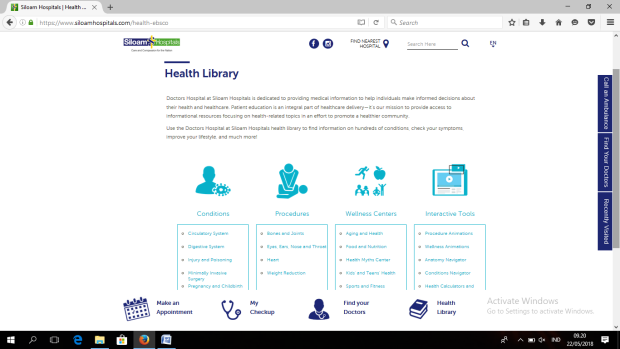 Siloam Hospitals | Health ...
https://www.siloamhospitals.com/health-ebsco
Search
Siloam Hospitals
FIND NEAREST
HOSPITAL
Search Here
EN
Health Library
Doctors Hospital at Siloam Hospitals is dedicated to providing medical information to help individuals make informed decisions about
their health and healthcare. Patient education is an integral part of healthcare delivery—it's our mission to provide access to
informational resources focusing on health-related topics in an effort to promote a healthier community.
Use the Doctors Hospital at Siloam Hospitals health library to find information on hundreds of conditions, check your symptoms,
improve your lifestyle, and much more!
Call an Ambulance
Find Your Doctors
Recently Visited
Conditions
Circulatory System
Digestive System
Injury and Poisoning
Minimally Invasive
Surgery
Pregnancy and Childbirth
Procedures
Bones and Joints
Eyes, Ears, Nose and Throat
Heart
Weight Reduction
Wellness Centers
Aging and Health
Food and Nutrition
Health Myths Center
Kids and Teens' Health
Sports and Fitness
Interactive Tools
Procedure Animations
Wellness Animations
Anatomy Navigator
Conditions Navigator
Health Calculators and
Make an
Appointment
My
Checkup
Find your
Doctors
Health
Library
Activate Windows
Go to Settings to activate Windows.
IND
09.20
22/05/2018